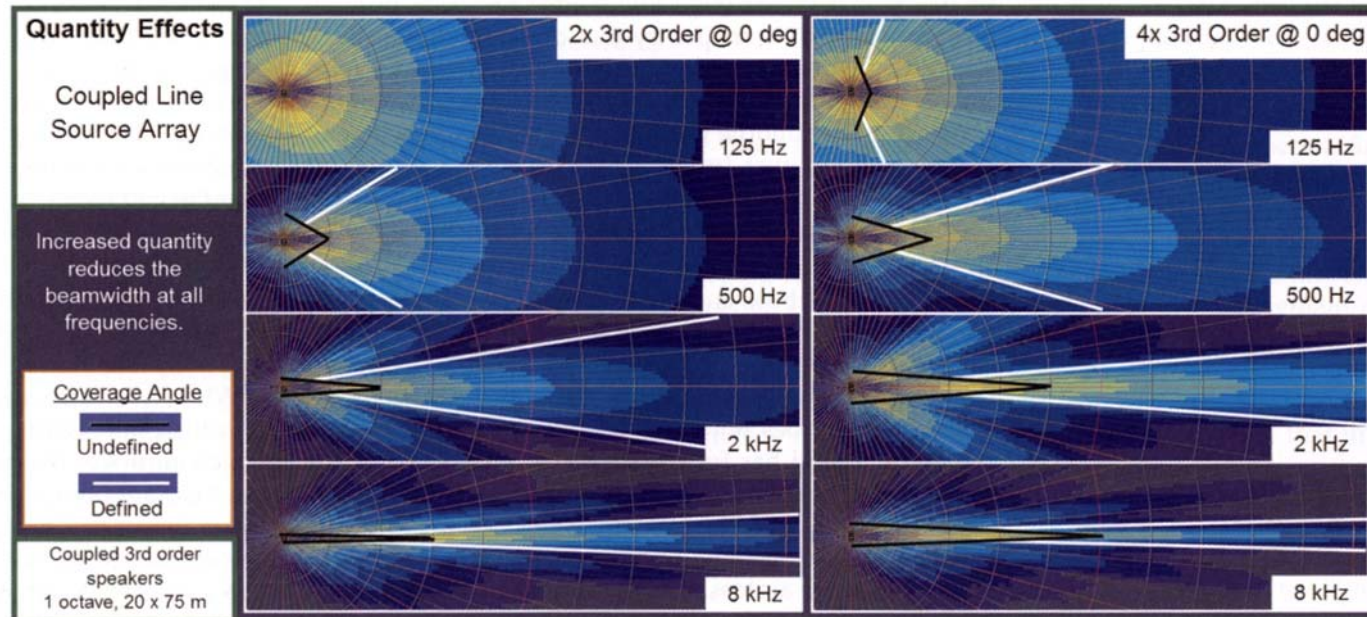 Quantity Effects
Coupled Line
Source Array
Increased quantity
reduces the
beamwidth at all
frequencies.
Coverage Angle
Undefined
Defined
Coupled 3rd order
speakers
1 octave, 20 x 75 m
2x 3rd Order @ 0 deg
125 Hz
500 Hz
2 kHz
8 kHz
4x 3rd Order @ 0 deg
125 Hz
500 Hz
2 kHz
8 kHz